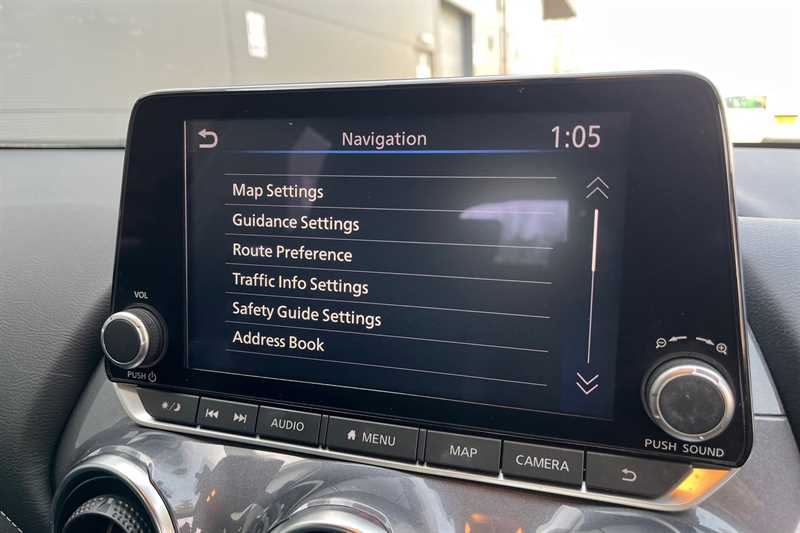 Navigation 1:05
Map Settings
Guidance Settings
Route Preference
Traffic Info Settings
Safety Guide Settings
Address Book
VOL
PUSH
PUSH SOUND
AUDIO
MENU
MAP
CAMERA